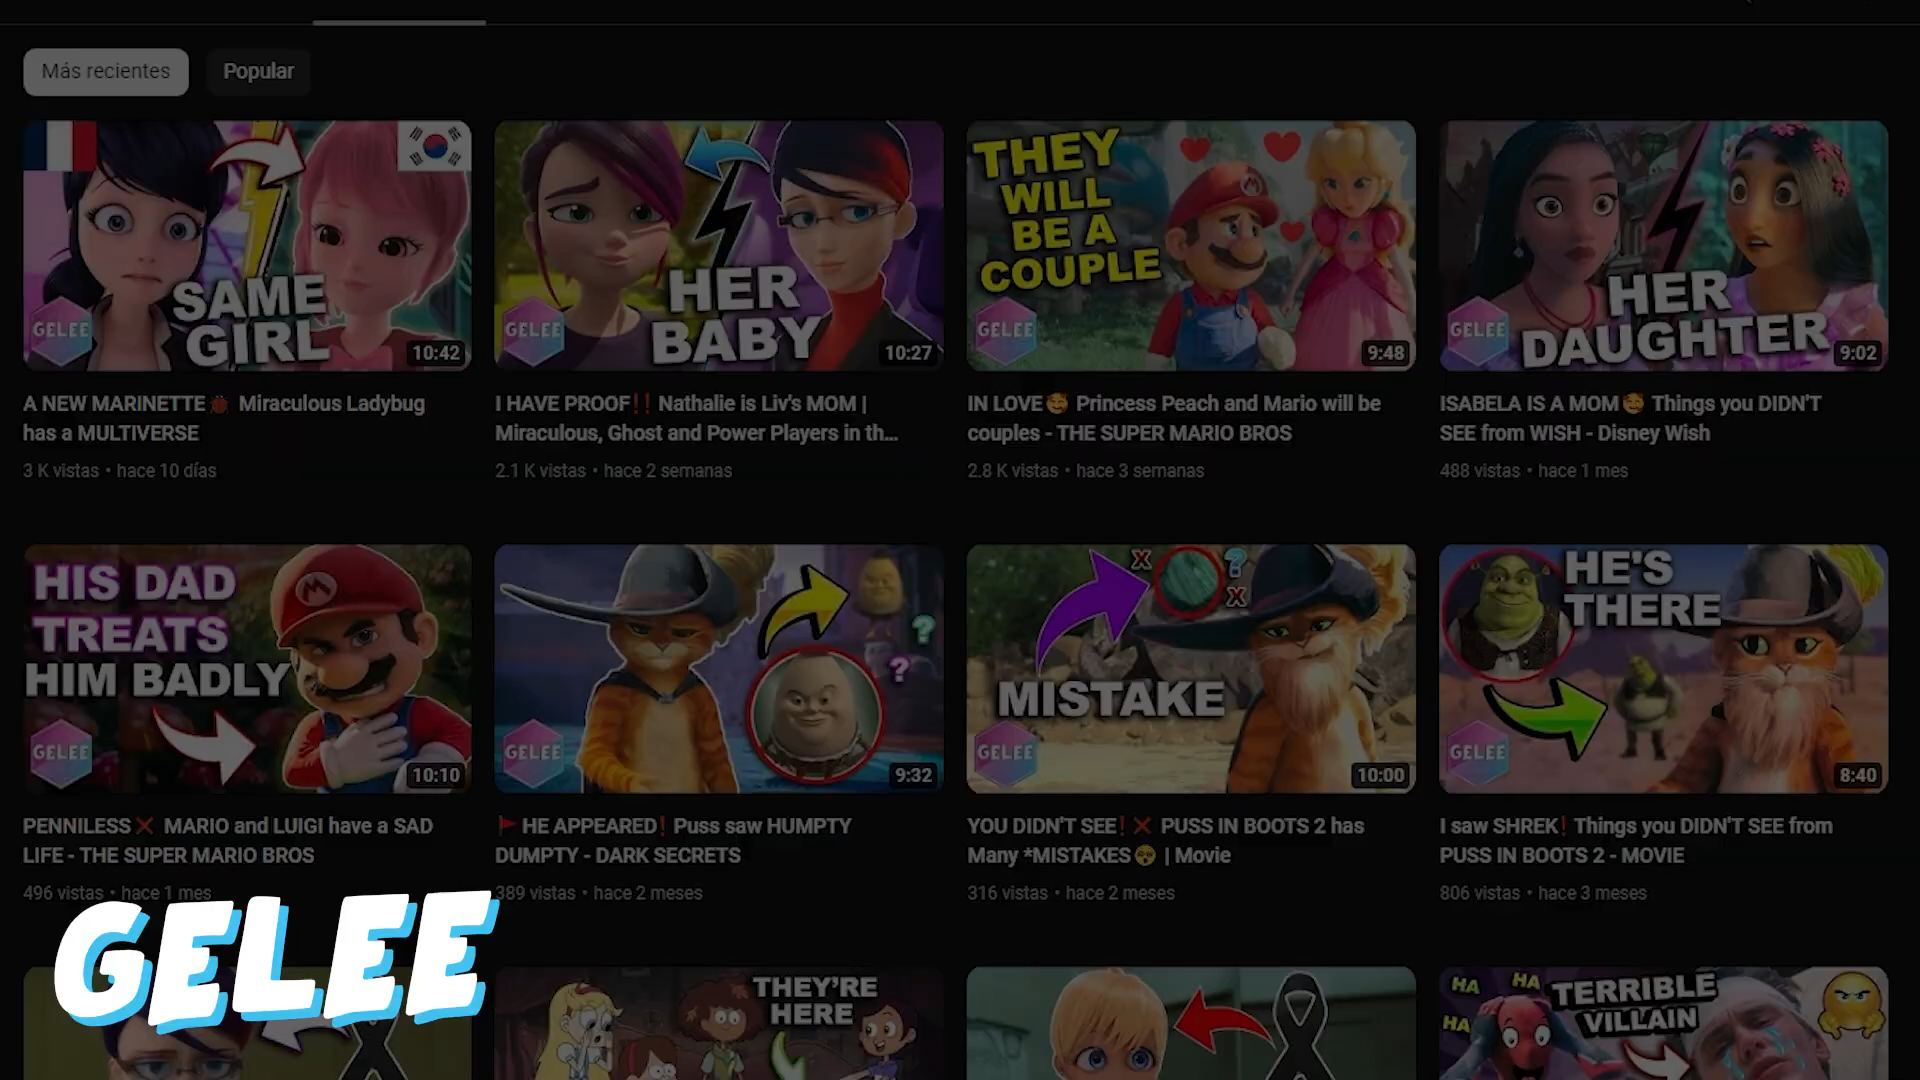 Más recientes
Popular
SAME
GIRL
GELEE
10:42
HER
BABY
GELEE
10:27
THEY
WILL
BE A
COUPLE
GELEE
9:48
HER
DAUGHTER
GELEE
9:02
A NEW MARINETTE🐞 Miraculous Ladybug
has a MULTIVERSE
3 K vistas • hace 10 días
I HAVE PROOF‼️ Nathalie is Liv's MOM |
Miraculous, Ghost and Power Players in th...
2.1 K vistas • hace 2 semanas
IN LOVE🥰 Princess Peach and Mario will be
couples - THE SUPER MARIO BROS
2.8 K vistas • hace 3 semanas
ISABELA IS A MOM🥰 Things you DIDN'T
SEE from WISH - Disney Wish
488 vistas • hace 1 mes
HIS DAD
TREATS
HIM BADLY
M
GELEE
10:10
?
?
GELEE
9:32
X
?
X
MISTAKE
GELEE
10:00
HE'S
THERE
GELEE
8:40
PENNILESS❌ MARIO and LUIGI have a SAD
LIFE - THE SUPER MARIO BROS
496 vistas • hace 1 mes
🚩HE APPEARED❗Puss saw HUMPTY
DUMPTY - DARK SECRETS
389 vistas • hace 2 meses
YOU DIDN'T SEE❗❌ PUSS IN BOOTS 2 has
Many *MISTAKES😲 | Movie
316 vistas • hace 2 meses
I saw SHREK❗Things you DIDN'T SEE from
PUSS IN BOOTS 2 - MOVIE
806 vistas • hace 3 meses
GELEE
THEY'RE
HERE
HA
HA
HA
TERRIBLE
VILLAIN